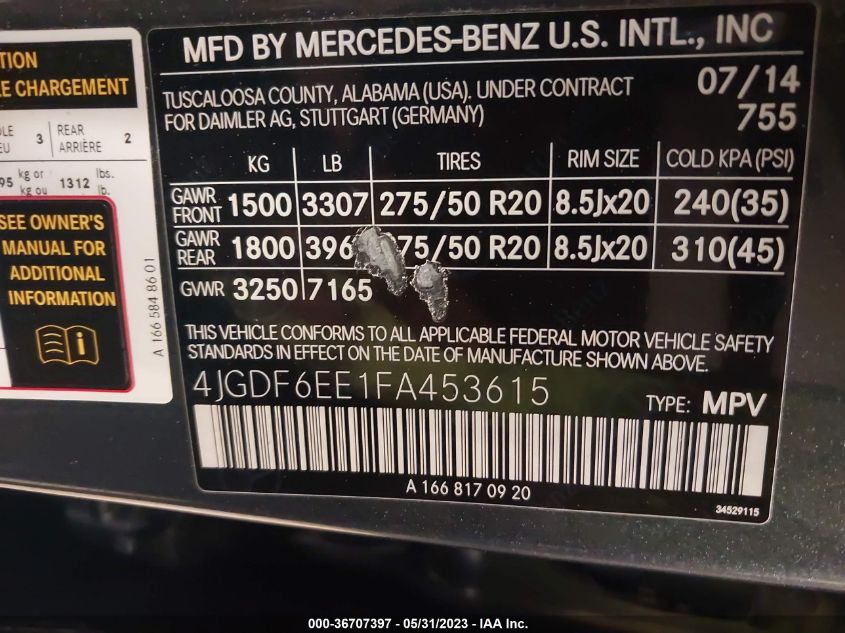 TION
LE CHARGEMENT
3 REAR ARRIÈRE 2
95 kg or kg ou 1312 lbs. lb.
SEE OWNER'S
MANUAL FOR
ADDITIONAL
INFORMATION
A 166 584 86 01
MFD BY MERCEDES-BENZ U.S. INTL., INC
TUSCALOOSA COUNTY, ALABAMA (USA). UNDER CONTRACT 07/14
FOR DAIMLER AG, STUTTGART (GERMANY) 755
KG LB TIRES RIM SIZE COLD KPA (PSI)
GAWR FRONT 1500 3307 275/50 R20 8.5Jx20 240(35)
GAWR REAR 1800 396 75/50 R20 8.5Jx20 310(45)
GVWR 3250 7165
THIS VEHICLE CONFORMS TO ALL APPLICABLE FEDERAL MOTOR VEHICLE SAFETY
STANDARDS IN EFFECT ON THE DATE OF MANUFACTURE SHOWN ABOVE.
4JGDF6EE1FA453615 TYPE: MPV
A 166 817 09 20
34529115
000-36707397 - 05/31/2023 - IAA Inc.